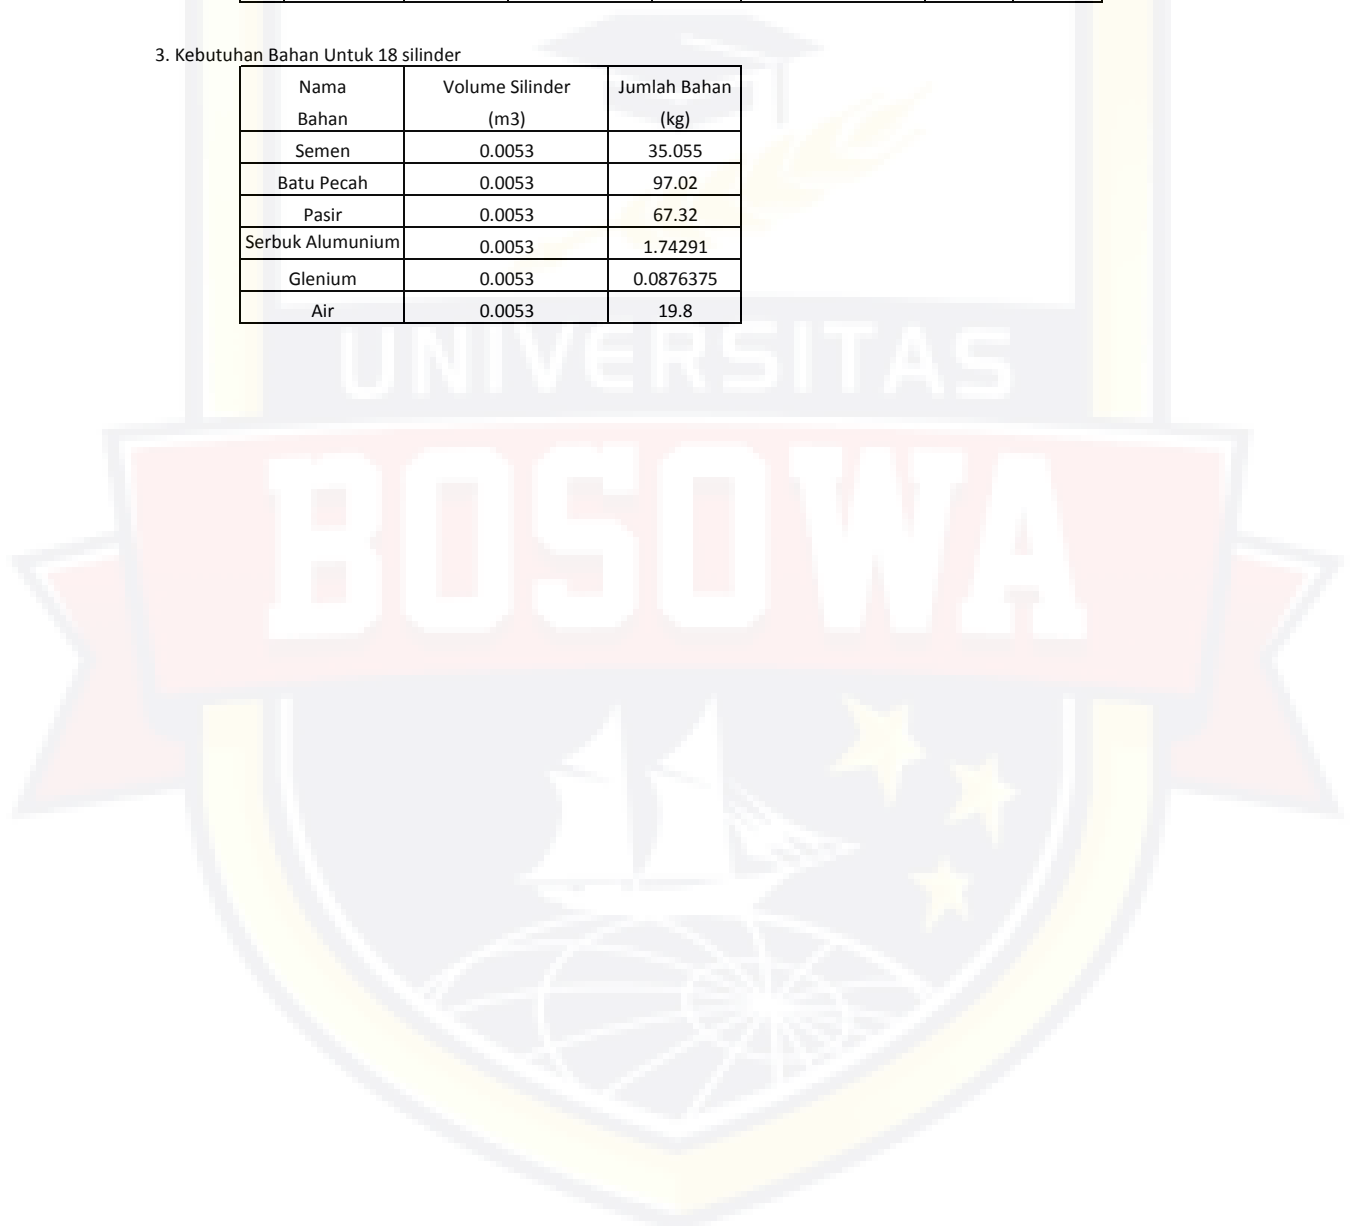 3. Kebutuhan Bahan Untuk 18 silinder
Nama Bahan Volume Silinder (m3) Jumlah Bahan (kg)
Semen 0.0053 35.055
Batu Pecah 0.0053 97.02
Pasir 0.0053 67.32
Serbuk Alumunium 0.0053 1.74291
Glenium 0.0053 0.0876375
Air 0.0053 19.8
UNIVERSITAS
BOSOWA